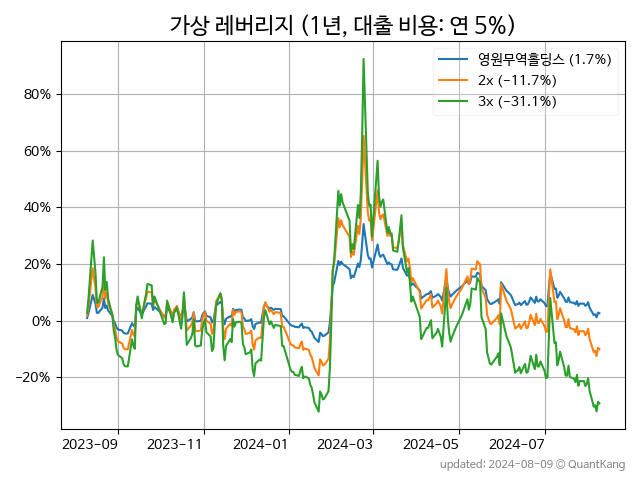 가상 레버리지 (1년, 대출 비용: 연 5%)
영원무역홀딩스 (1.7%)
2x (-11.7%)
3x (-31.1%)
80%
60%
40%
20%
0%
-20%
2023-09 2023-11 2024-01 2024-03 2024-05 2024-07
updated: 2024-08-09 © QuantKang